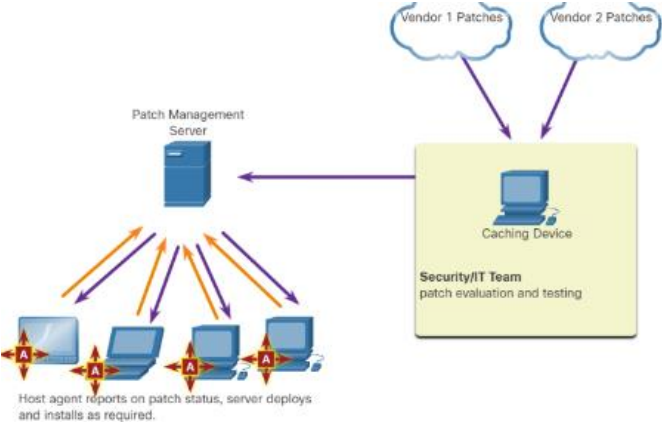 Vendor 1 Patches
Vendor 2 Patches
Patch Management
Server
Caching Device
Security/IT Team
patch evaluation and testing
A
A
A
A
Host agent reports on patch status, server deploys
and installs as required.